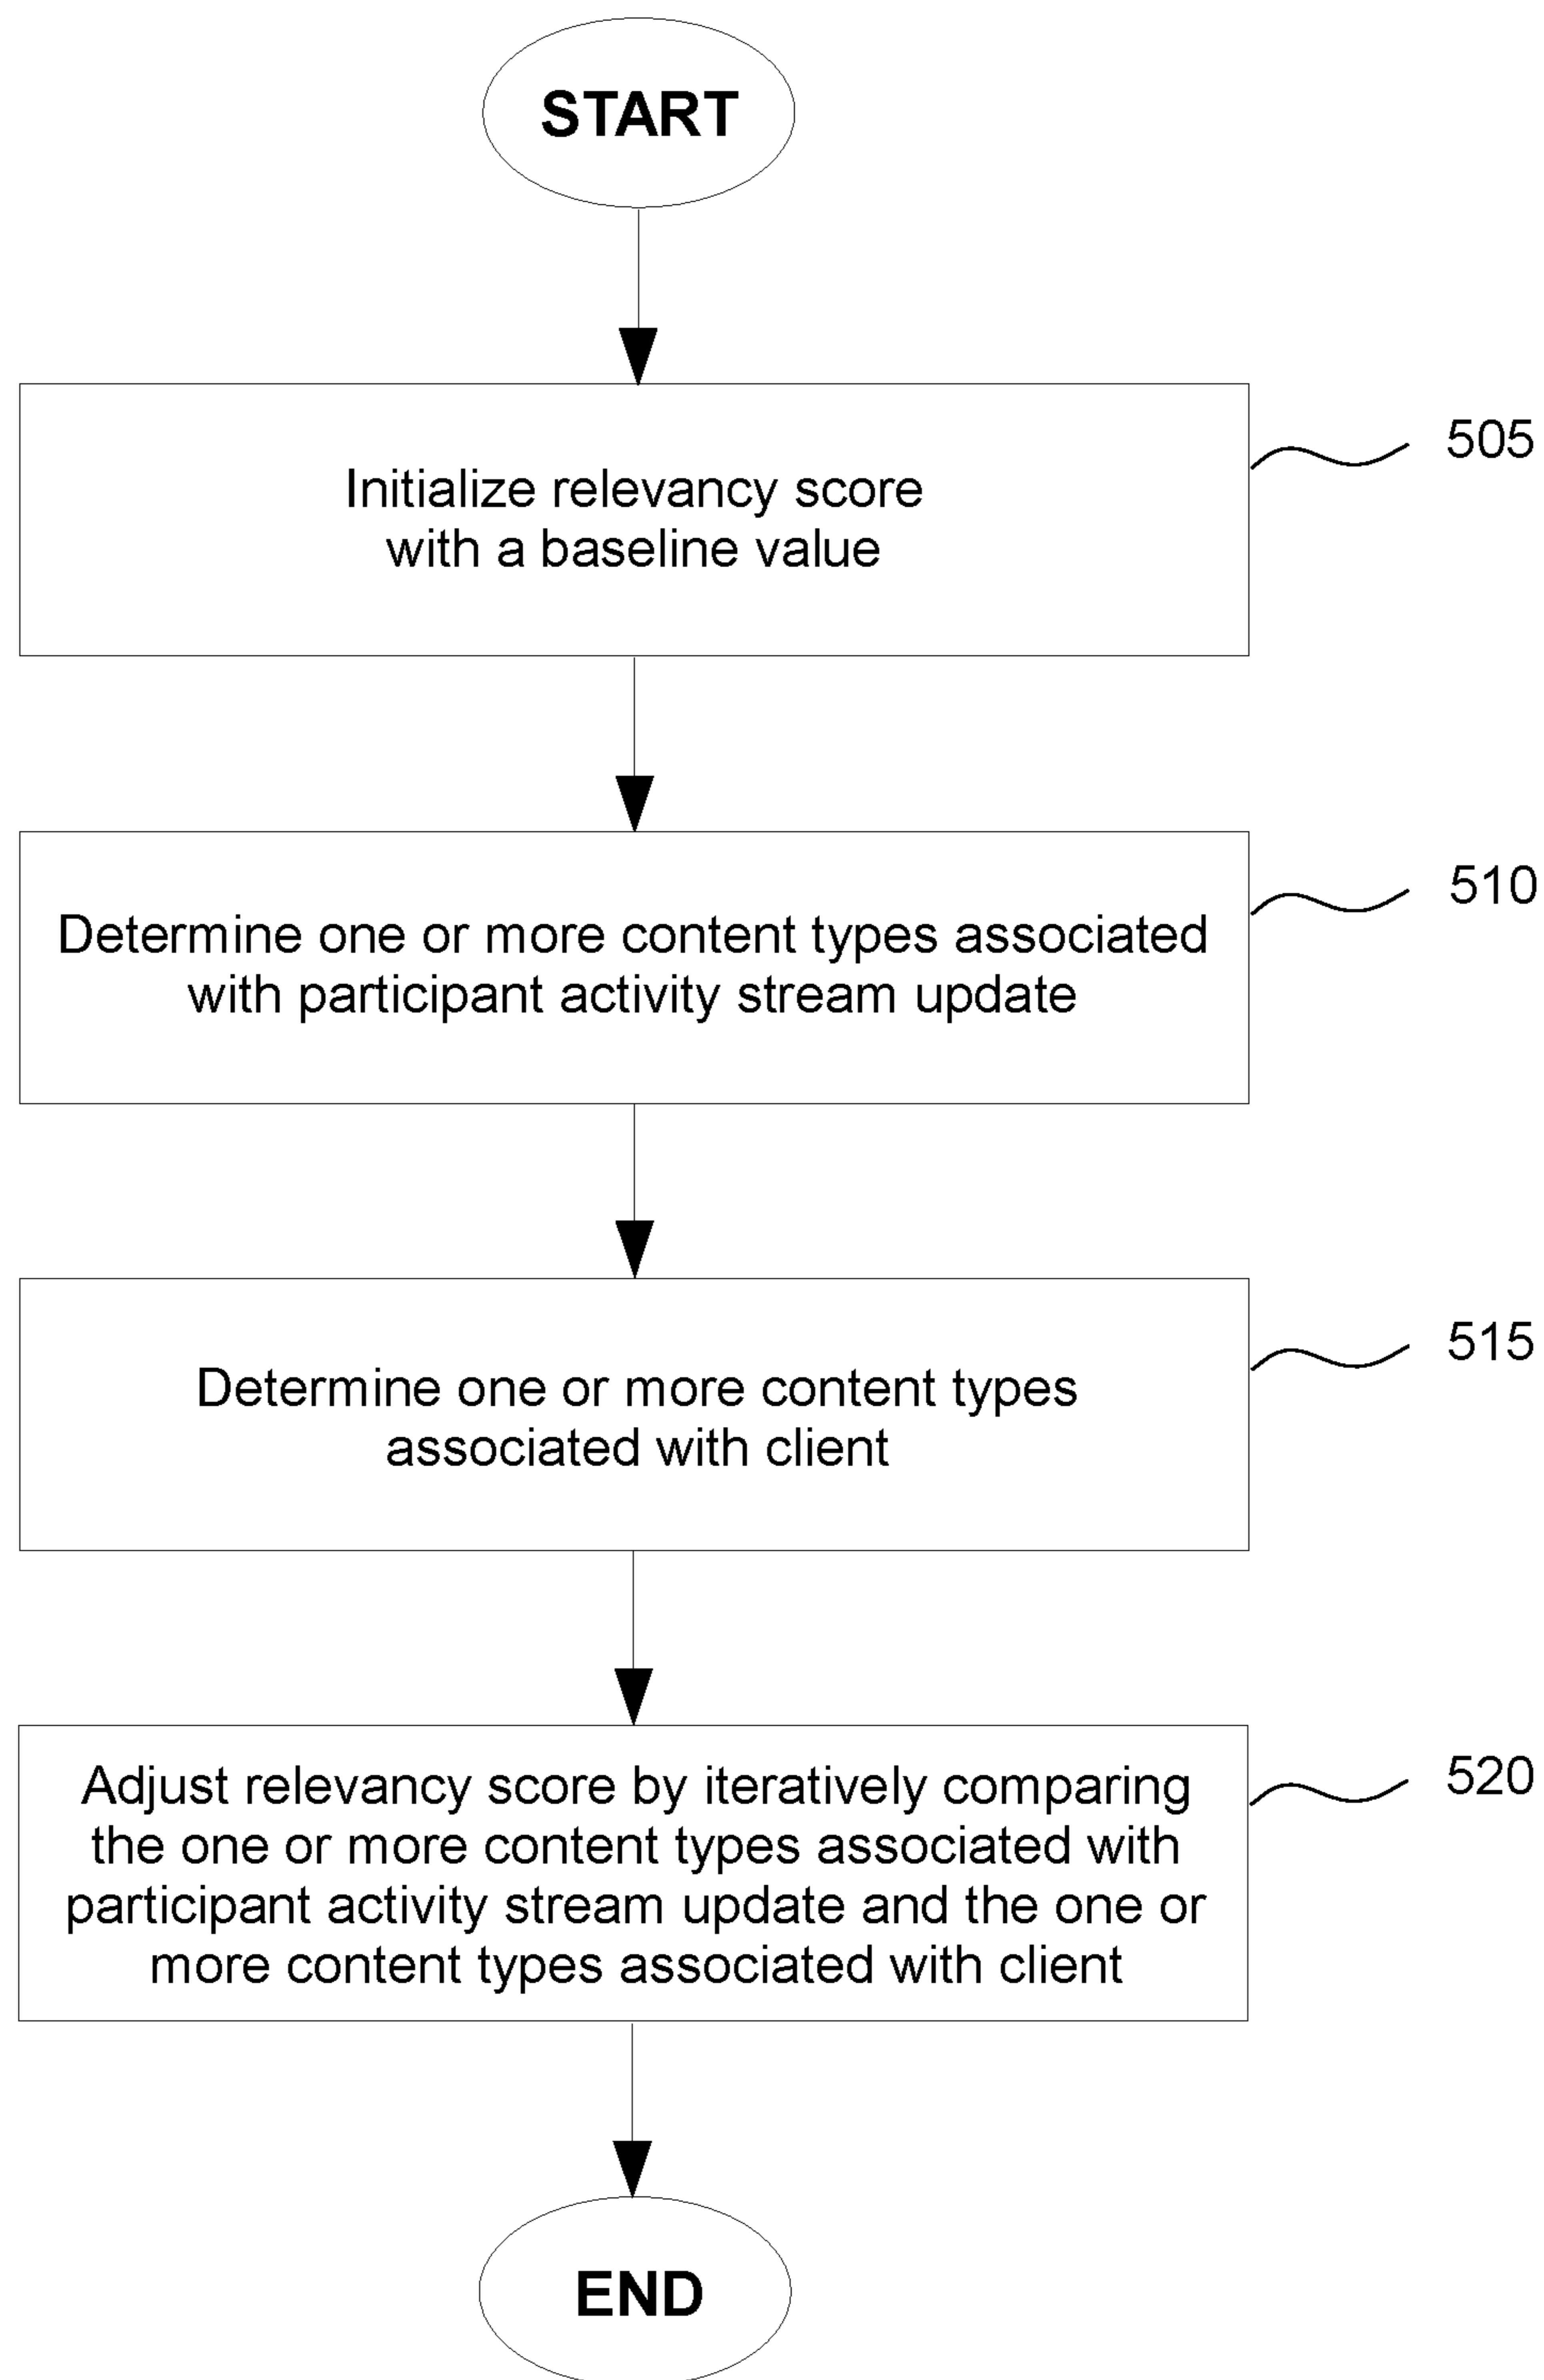 START
Initialize relevancy score
with a baseline value
505
Determine one or more content types associated
with participant activity stream update
510
Determine one or more content types
associated with client
515
Adjust relevancy score by iteratively comparing
the one or more content types associated with
participant activity stream update and the one or
more content types associated with client
520
END